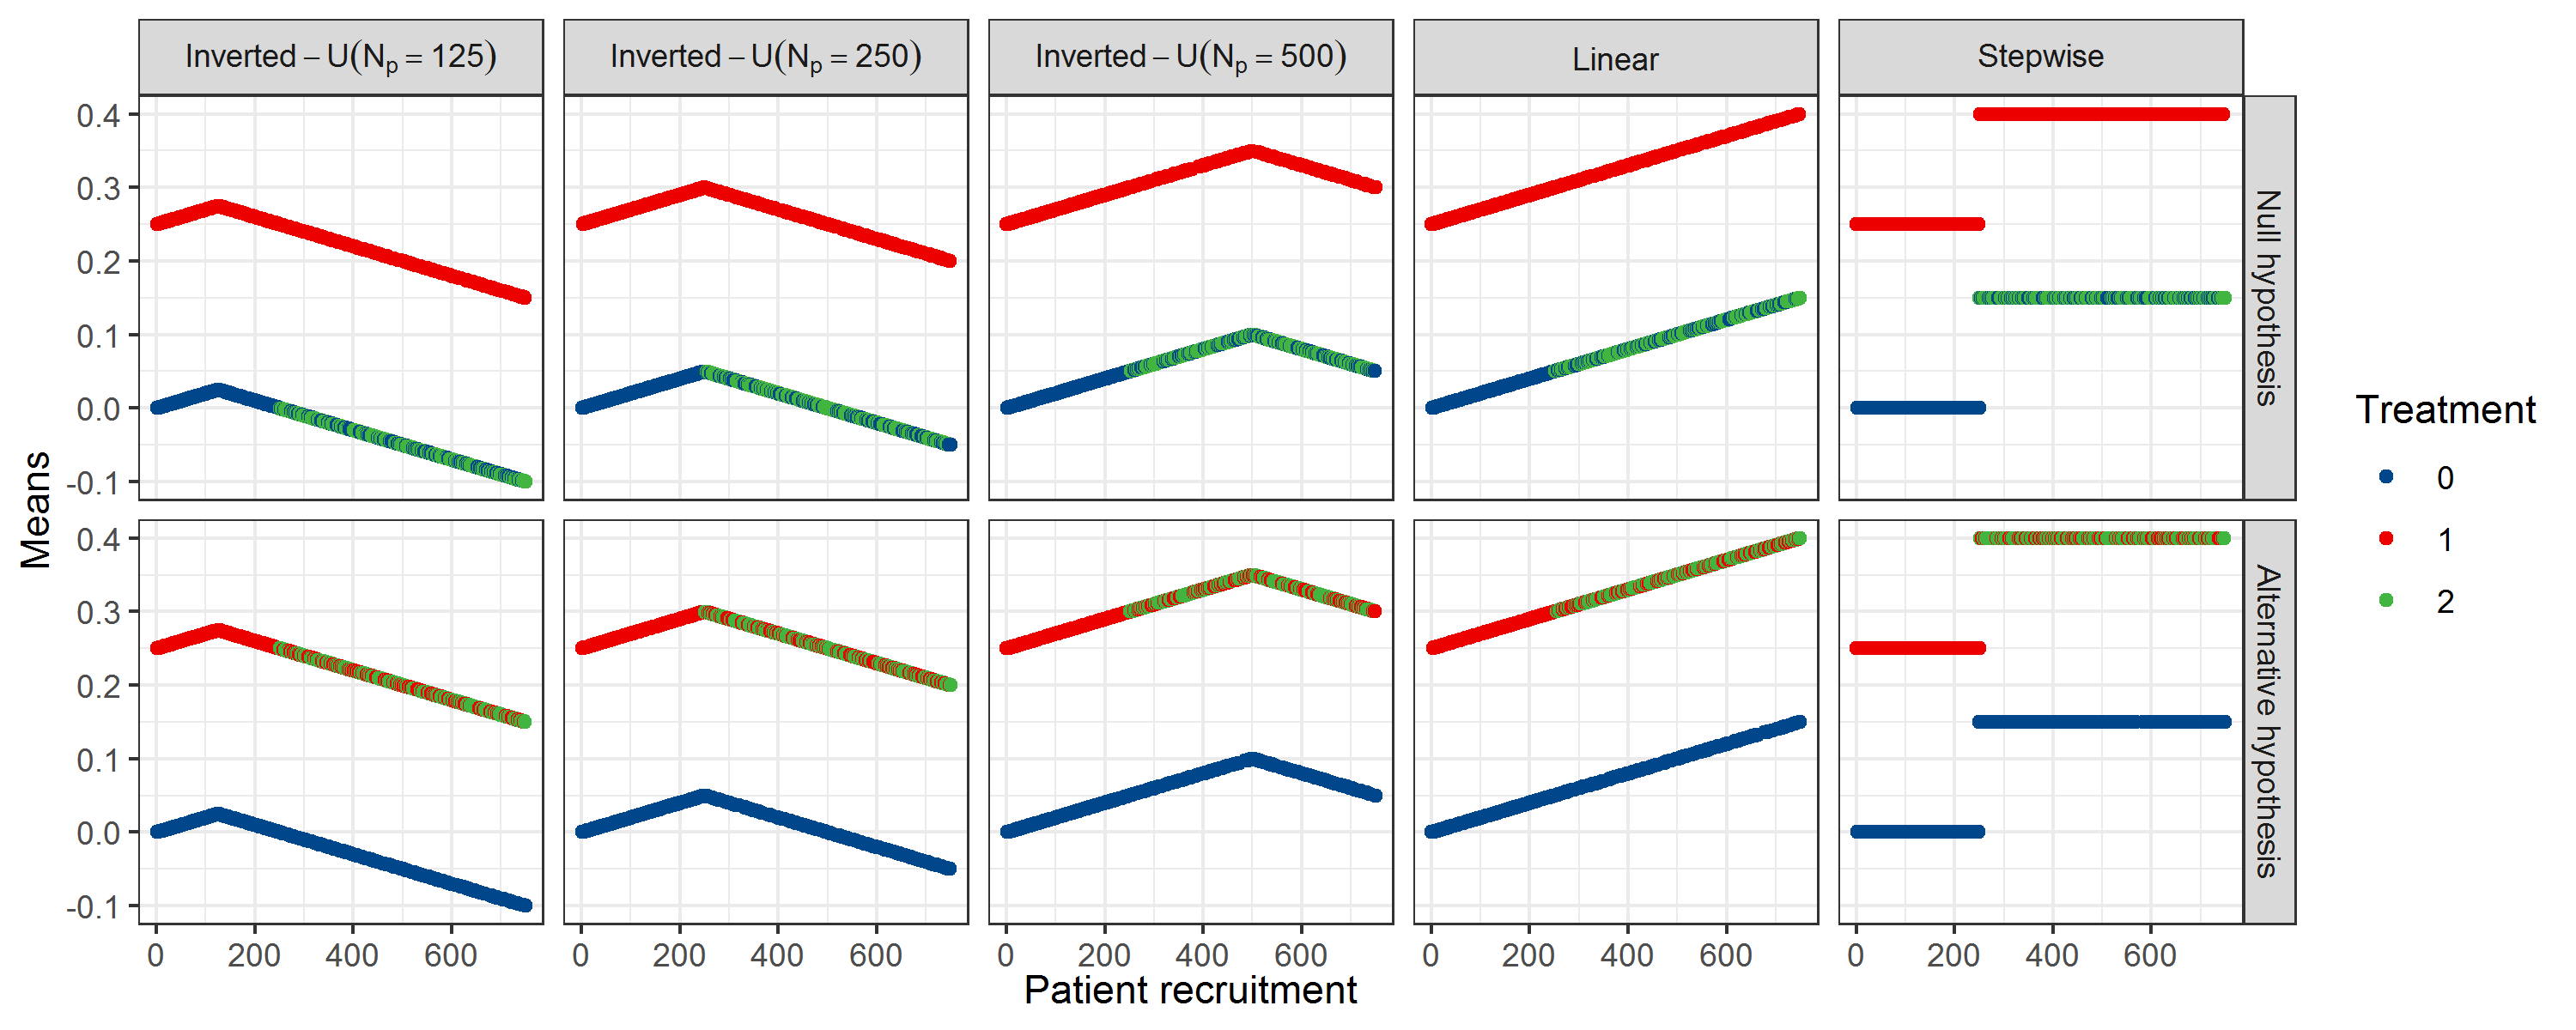 Inverted – U(Np = 125)
Inverted – U(Np = 250)
Inverted – U(Np = 500)
Linear
Stepwise
0.4
0.3
0.2
0.1
0.0
-0.1
Null hypothesis
0.4
0.3
0.2
0.1
0.0
-0.1
Alternative hypothesis
Means
0 200 400 600
0 200 400 600
0 200 400 600
0 200 400 600
0 200 400 600
Patient recruitment
Treatment
0
1
2